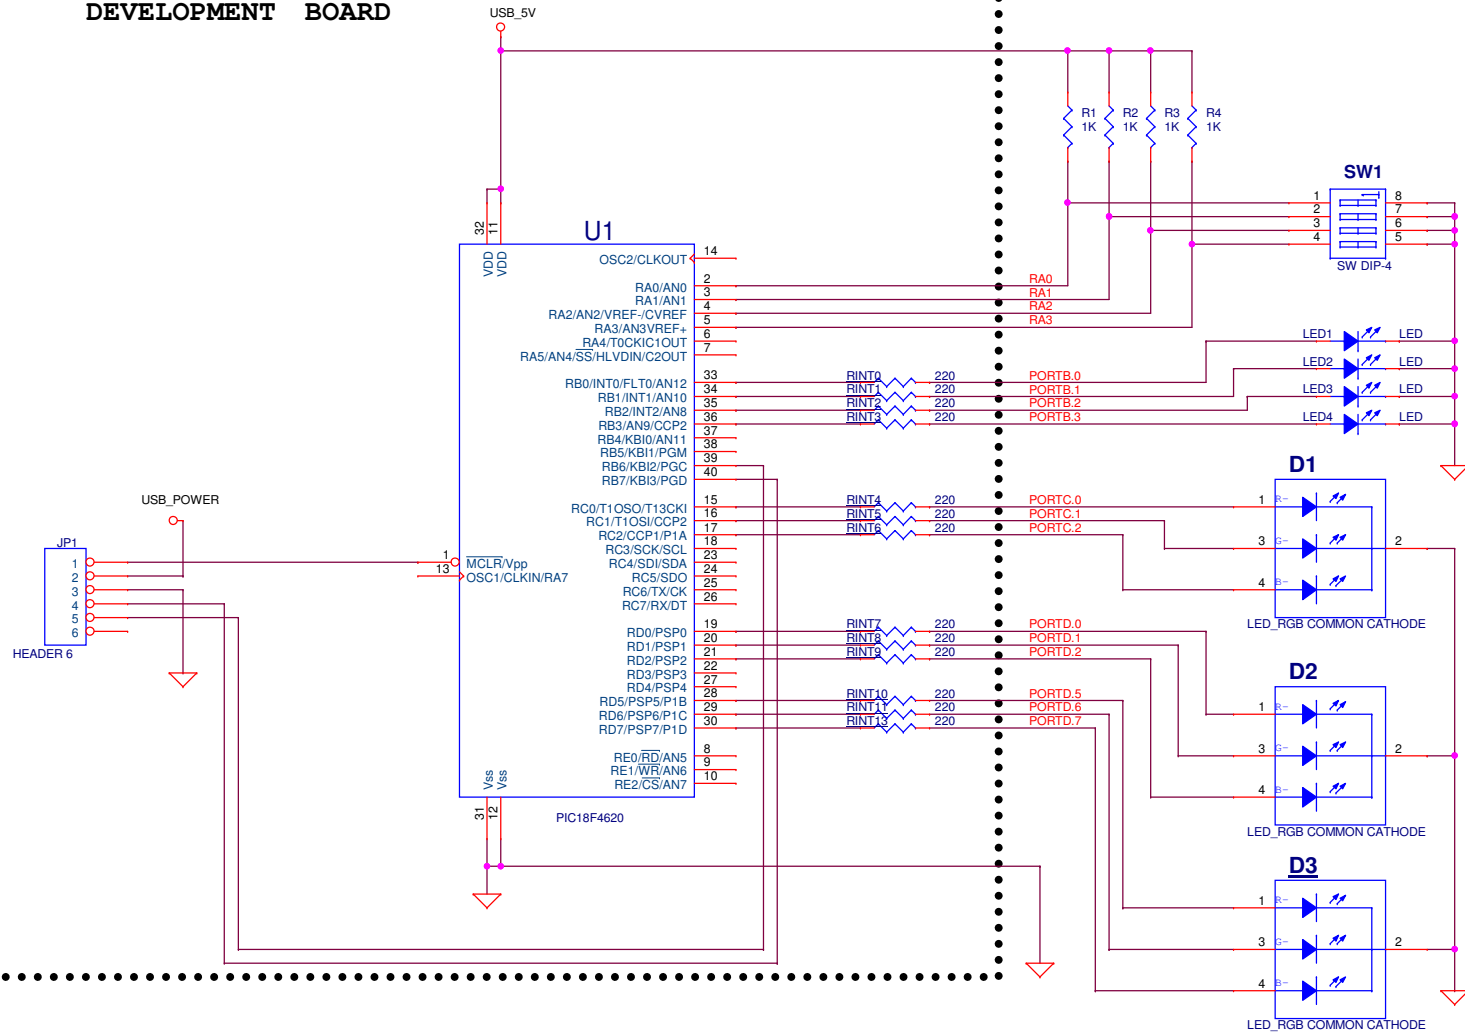 DEVELOPMENT BOARD
USB_5V
R1 1K
R2 1K
R3 1K
R4 1K
SW1
1 8
2 7
3 6
4 5
SW DIP-4
U1
32 11
VDD VDD
OSC2/CLKOUT 14
RA0/AN0 2 RA0
RA1/AN1 3 RA1
RA2/AN2/VREF-/CVREF 4 RA2
RA3/AN3VREF+ 5 RA3
RA4/T0CKIC1OUT 6
RA5/AN4/SS/HLVDIN/C2OUT 7
LED1 LED
LED2 LED
LED3 LED
LED4 LED
RB0/INT0/FLT0/AN12 33 RINT0 220 PORTB.0
RB1/INT1/AN10 34 RINT1 220 PORTB.1
RB2/INT2/AN8 35 RINT2 220 PORTB.2
RB3/AN9/CCP2 36 RINT3 220 PORTB.3
RB4/KBI0/AN11 37
RB5/KBI1/PGM 38
RB6/KBI2/PGC 39
RB7/KBI3/PGD 40
RC0/T1OSO/T13CKI 15 RINT4 220 PORTC.0
RC1/T1OSI/CCP2 16 RINT5 220 PORTC.1
RC2/CCP1/P1A 17 RINT6 220 PORTC.2
RC3/SCK/SCL 18
RC4/SDI/SDA 23
RC5/SDO 24
RC6/TX/CK 25
RC7/RX/DT 26
1 MCLR/Vpp
13 OSC1/CLKIN/RA7
RD0/PSP0 19 RINT7 220 PORTD.0
RD1/PSP1 20 RINT8 220 PORTD.1
RD2/PSP2 21 RINT9 220 PORTD.2
RD3/PSP3 22
RD4/PSP4 27
RD5/PSP5/P1B 28 RINT10 220 PORTD.5
RD6/PSP6/P1C 29 RINT11 220 PORTD.6
RD7/PSP7/P1D 30 RINT13 220 PORTD.7
RE0/RD/AN5 8
RE1/WR/AN6 9
RE2/CS/AN7 10
Vss Vss
31 12
PIC18F4620
USB_POWER
JP1
1
2
3
4
5
6
HEADER 6
D1
1 R-
3 G- 2
4 B-
LED_RGB COMMON CATHODE
D2
1 R-
3 G- 2
4 B-
LED_RGB COMMON CATHODE
D3
1 R-
3 G- 2
4 B-
LED_RGB COMMON CATHODE